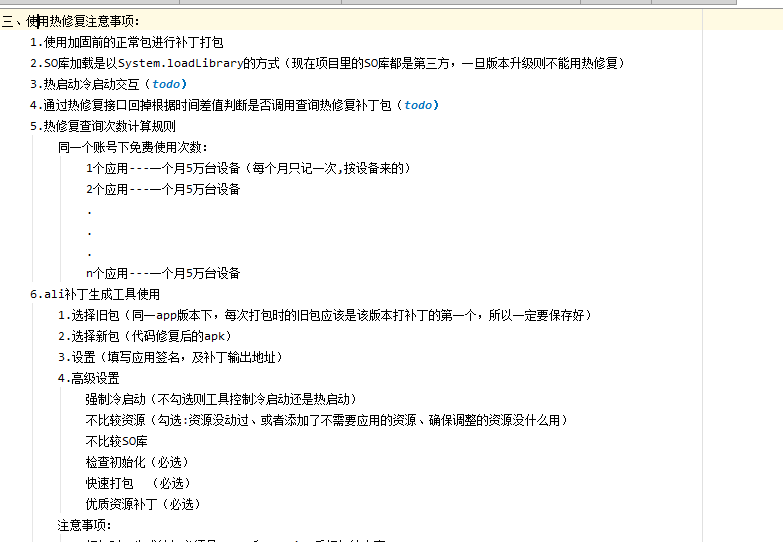 三、使用热修复注意事项:
1.使用加固前的正常包进行补丁打包
2.SO库加载是以System.loadLibrary的方式（现在项目里的SO库都是第三方，一旦版本升级则不能用热修复）
3.热启动冷启动交互（todo）
4.通过热修复接口回掉根据时间差值判断是否调用查询热修复补丁包（todo）
5.热修复查询次数计算规则
同一个账号下免费使用次数:
1个应用---一个月5万台设备（每个月只记一次,按设备来的）
2个应用---一个月5万台设备
.
.
.
n个应用---一个月5万台设备
6.ali补丁生成工具使用
1.选择旧包（同一app版本下，每次打包时的旧包应该是该版本打补丁的第一个，所以一定要保存好）
2.选择新包（代码修复后的apk）
3.设置（填写应用签名，及补丁输出地址）
4.高级设置
强制冷启动（不勾选则工具控制冷启动还是热启动）
不比较资源（勾选:资源没动过、或者添加了不需要应用的资源、确保调整的资源没什么用）
不比较SO库
检查初始化（必选）
快速打包  （必选）
优质资源补丁（必选）
注意事项: